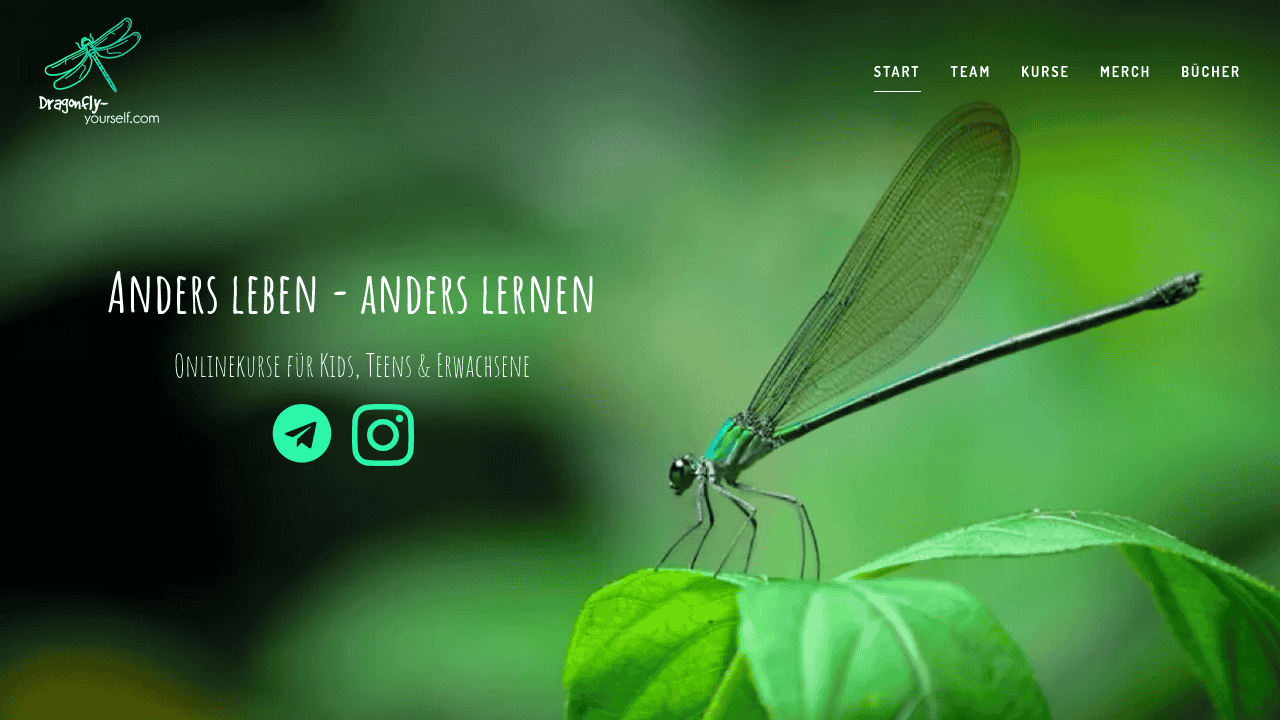 Dragonfly-
yourself.com
START TEAM KURSE MERCH BÜCHER
Anders leben - anders lernen
Onlinekurse für Kids, Teens & Erwachsene